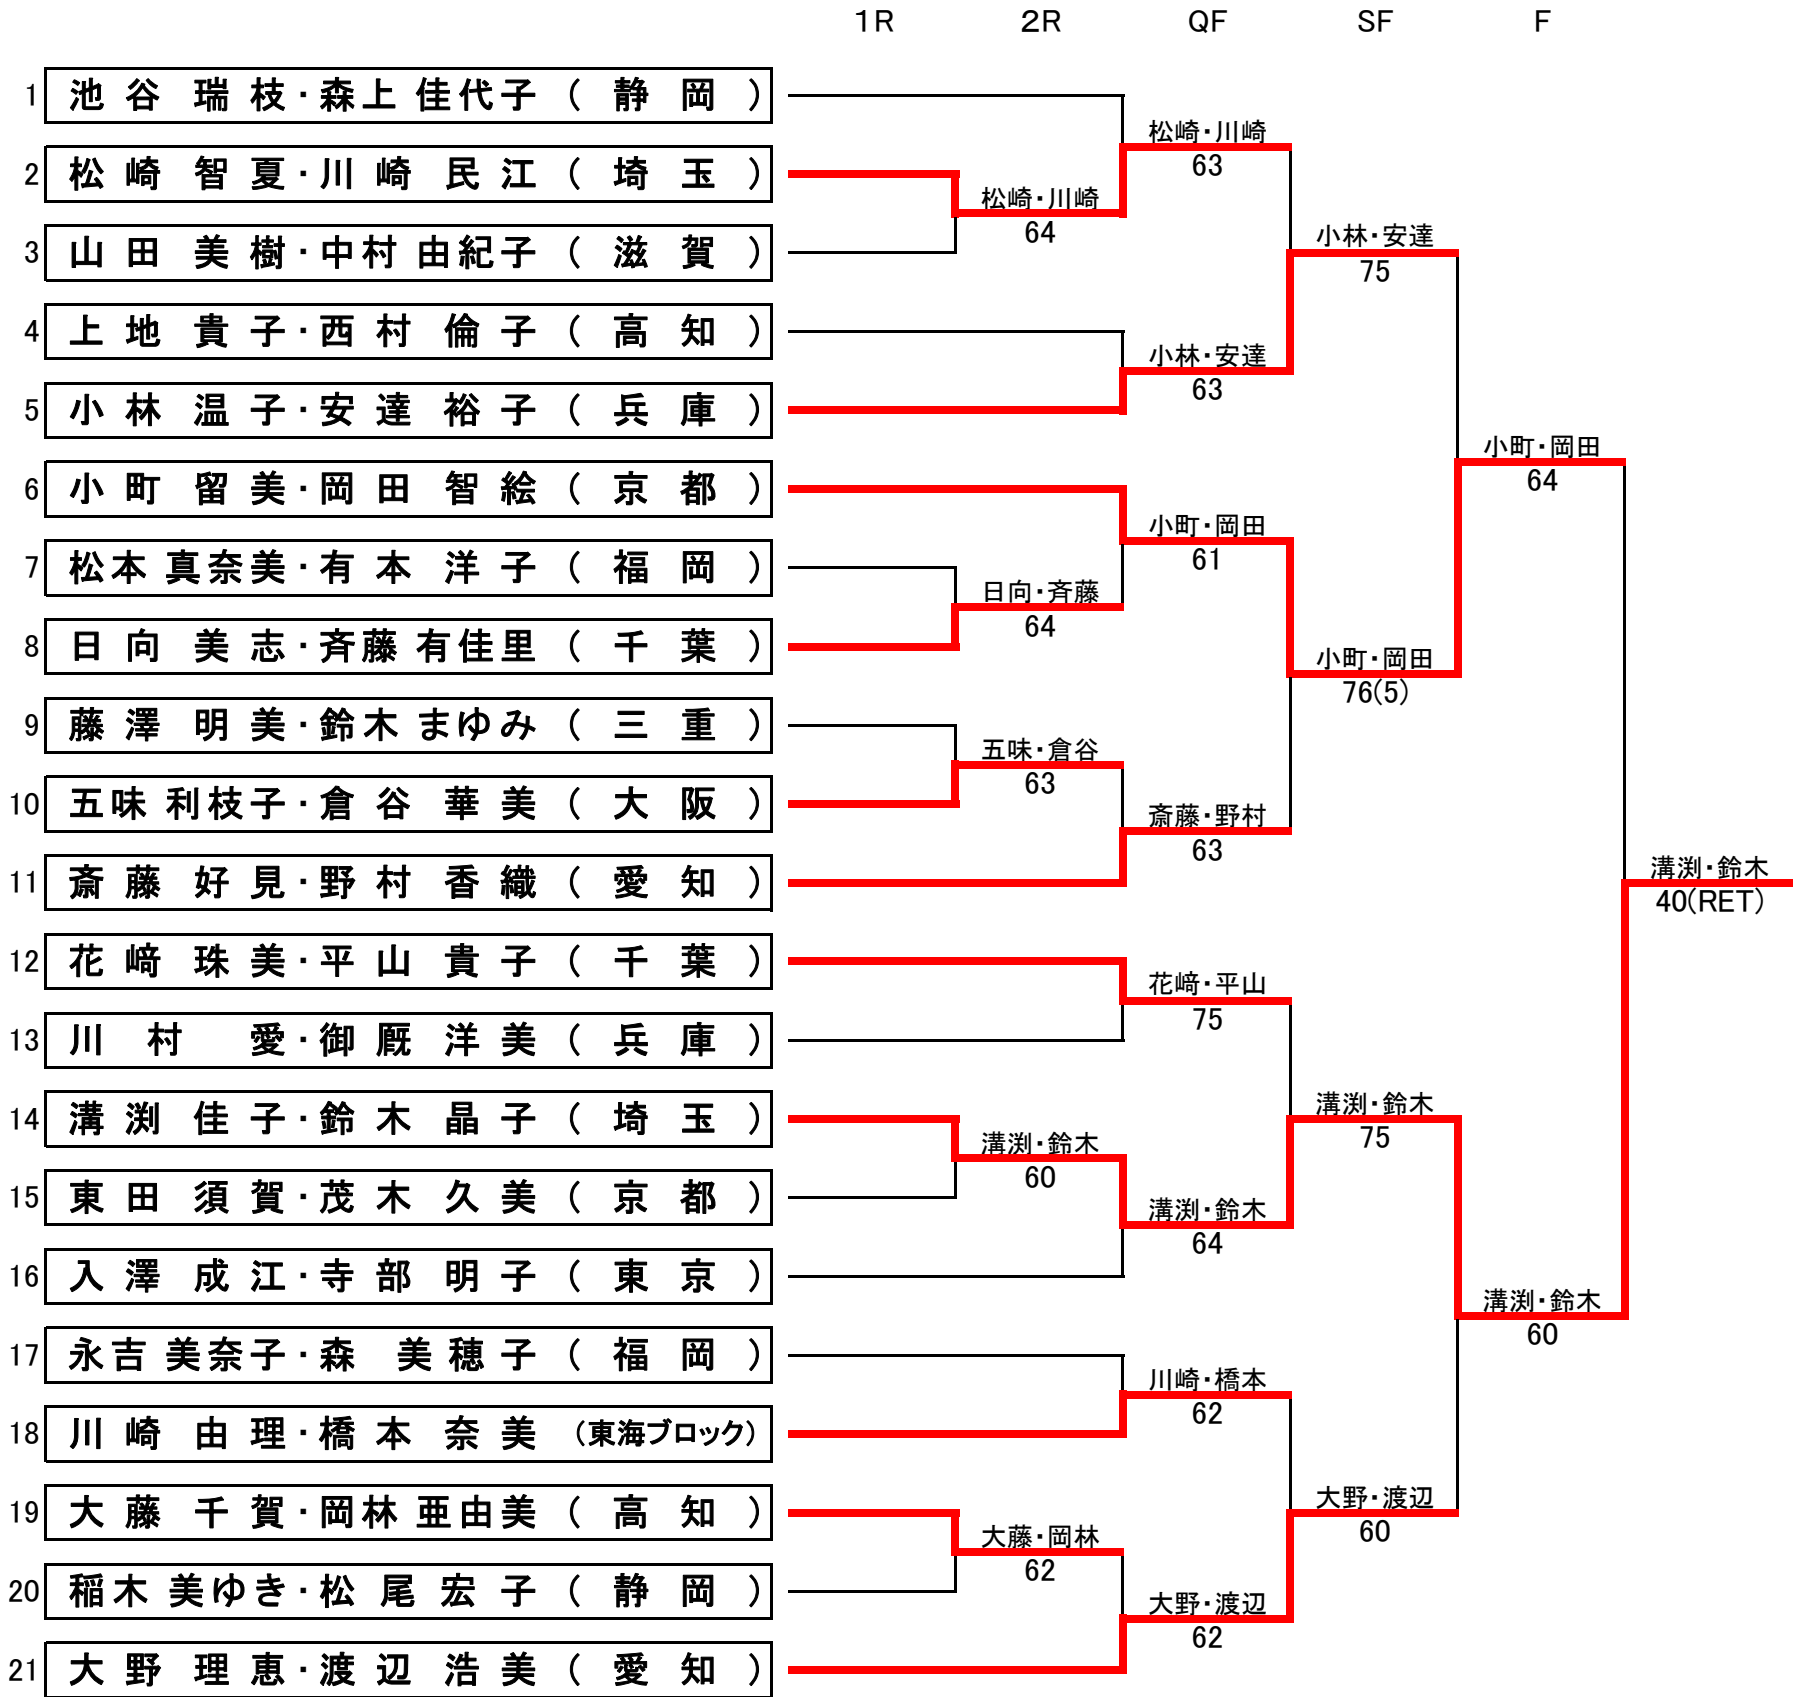 １R ２R QF SF F
1 池谷 瑞枝・森上 佳代子（静岡）
2 松崎 智夏・川崎 民江（埼玉）
3 山田 美樹・中村 由紀子（滋賀）
4 上地 貴子・西村 倫子（高知）
5 小林 温子・安達 裕子（兵庫）
6 小町 留美・岡田 智絵（京都）
7 松本 真奈美・有本 洋子（福岡）
8 日向 美志・斉藤 有佳里（千葉）
9 藤澤 明美・鈴木 まゆみ（三重）
10 五味 利枝子・倉谷 華美（大阪）
11 斎藤 好見・野村 香織（愛知）
12 花﨑 珠美・平山 貴子（千葉）
13 川村 愛・御厩 洋美（兵庫）
14 溝渕 佳子・鈴木 晶子（埼玉）
15 東田 須賀・茂木 久美（京都）
16 入澤 成江・寺部 明子（東京）
17 永吉 美奈子・森 美穂子（福岡）
18 川崎 由理・橋本 奈美（東海ブロック）
19 大藤 千賀・岡林 亜由美（高知）
20 稲木 美ゆき・松尾 宏子（静岡）
21 大野 理恵・渡辺 浩美（愛知）
松崎・川崎
64
日向・斉藤
64
五味・倉谷
63
溝渕・鈴木
60
大藤・岡林
62
松崎・川崎
63
小林・安達
63
小町・岡田
61
斎藤・野村
63
花﨑・平山
75
溝渕・鈴木
64
川崎・橋本
62
大野・渡辺
62
小林・安達
75
小町・岡田
76(5)
溝渕・鈴木
75
大野・渡辺
60
小町・岡田
64
溝渕・鈴木
60
溝渕・鈴木
40(RET)